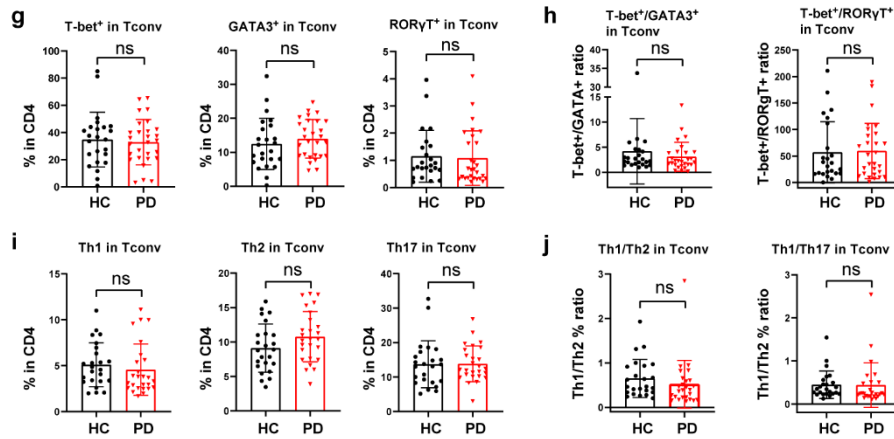 g
T-bet⁺ in Tconv
ns
% in CD4
100
80
60
40
20
0
HC PD
GATA3⁺ in Tconv
ns
% in CD4
40
30
20
10
0
HC PD
RORγT⁺ in Tconv
ns
% in CD4
5
4
3
2
1
0
HC PD
h
T-bet⁺/GATA3⁺
in Tconv
ns
T-bet+/GATA+ ratio
40
35
30
25
20
15
10
5
0
-5
HC PD
T-bet⁺/RORγT⁺
in Tconv
ns
T-bet+/RORgT+ ratio
250
200
150
100
50
0
HC PD
i
Th1 in Tconv
ns
% in CD4
15
10
5
0
HC PD
Th2 in Tconv
ns
% in CD4
20
15
10
5
0
HC PD
Th17 in Tconv
ns
% in CD4
40
30
20
10
0
HC PD
j
Th1/Th2 in Tconv
ns
Th1/Th2 % ratio
3
2
1
0
HC PD
Th1/Th17 in Tconv
ns
Th1/Th2 % ratio
3
2
1
0
HC PD